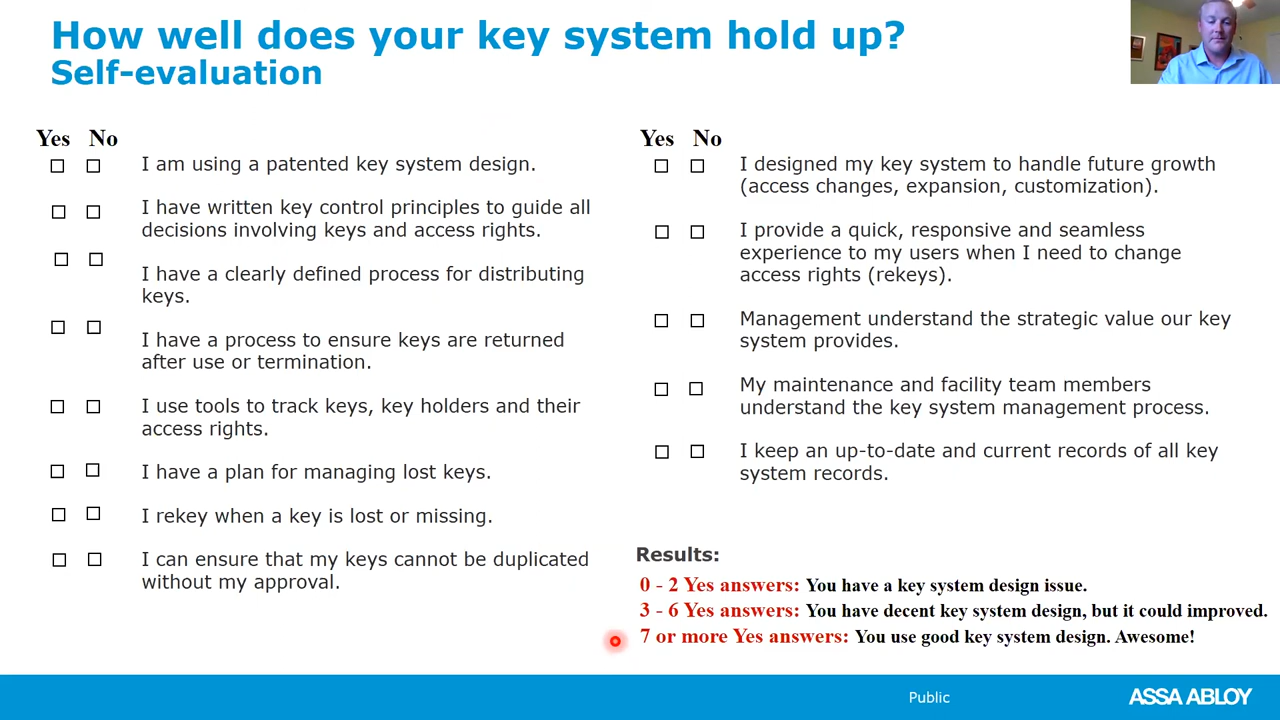 How well does your key system hold up?
Self-evaluation
Yes No
I am using a patented key system design.
I have written key control principles to guide all
decisions involving keys and access rights.
I have a clearly defined process for distributing
keys.
I have a process to ensure keys are returned
after use or termination.
I use tools to track keys, key holders and their
access rights.
I have a plan for managing lost keys.
I rekey when a key is lost or missing.
I can ensure that my keys cannot be duplicated
without my approval.
Yes No
I designed my key system to handle future growth
(access changes, expansion, customization).
I provide a quick, responsive and seamless
experience to my users when I need to change
access rights (rekeys).
Management understand the strategic value our key
system provides.
My maintenance and facility team members
understand the key system management process.
I keep an up-to-date and current records of all key
system records.
Results:
0 - 2 Yes answers: You have a key system design issue.
3 - 6 Yes answers: You have decent key system design, but it could improved.
7 or more Yes answers: You use good key system design. Awesome!
Public
ASSA ABLOY